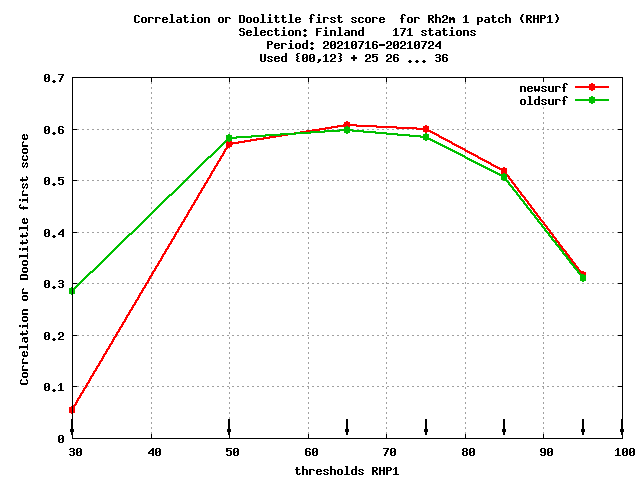 Correlation or Doolittle first score  for Rh2m 1 patch (RHP1)
Selection: Finland    171 stations
Period: 20210716-20210724
Used {00,12} + 25 26 ... 36
newsurf
oldsurf
Correlation or Doolittle first score
0.7
0.6
0.5
0.4
0.3
0.2
0.1
0
30 40 50 60 70 80 90 100
thresholds RHP1